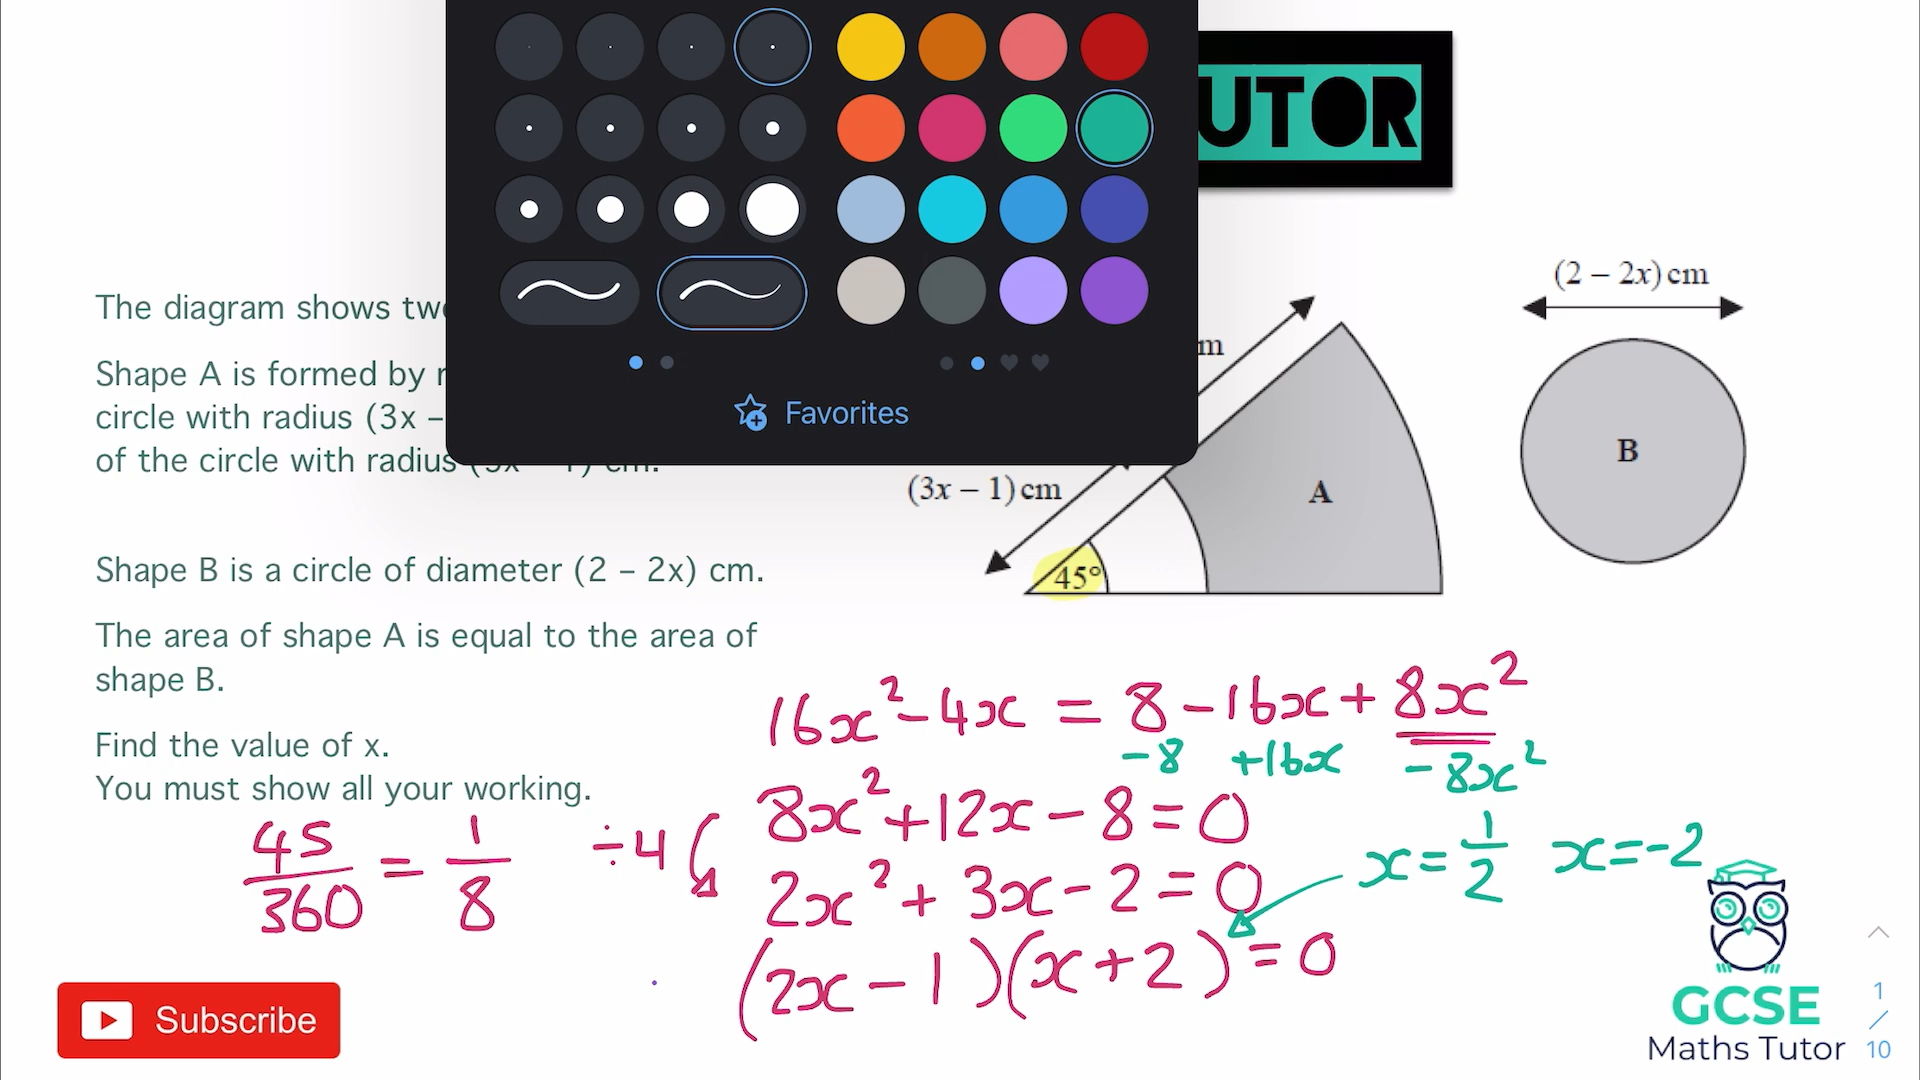 UTOR
Favorites
The diagram shows two
Shape A is formed by
circle with radius (3x –
of the circle with radius (3x – 1) cm.
Shape B is a circle of diameter (2 – 2x) cm.
The area of shape A is equal to the area of
shape B.
Find the value of x.
You must show all your working.
m
(3x – 1) cm
45°
A
(2 – 2x) cm
B
16x² - 4x = 8 - 16x + 8x²
-8 +16x -8x²
8x² + 12x - 8 = 0
÷4
2x² + 3x - 2 = 0
(2x - 1)(x + 2) = 0
x = 1/2 x = -2
45/360 = 1/8
Subscribe
GCSE
Maths Tutor
1
/
10